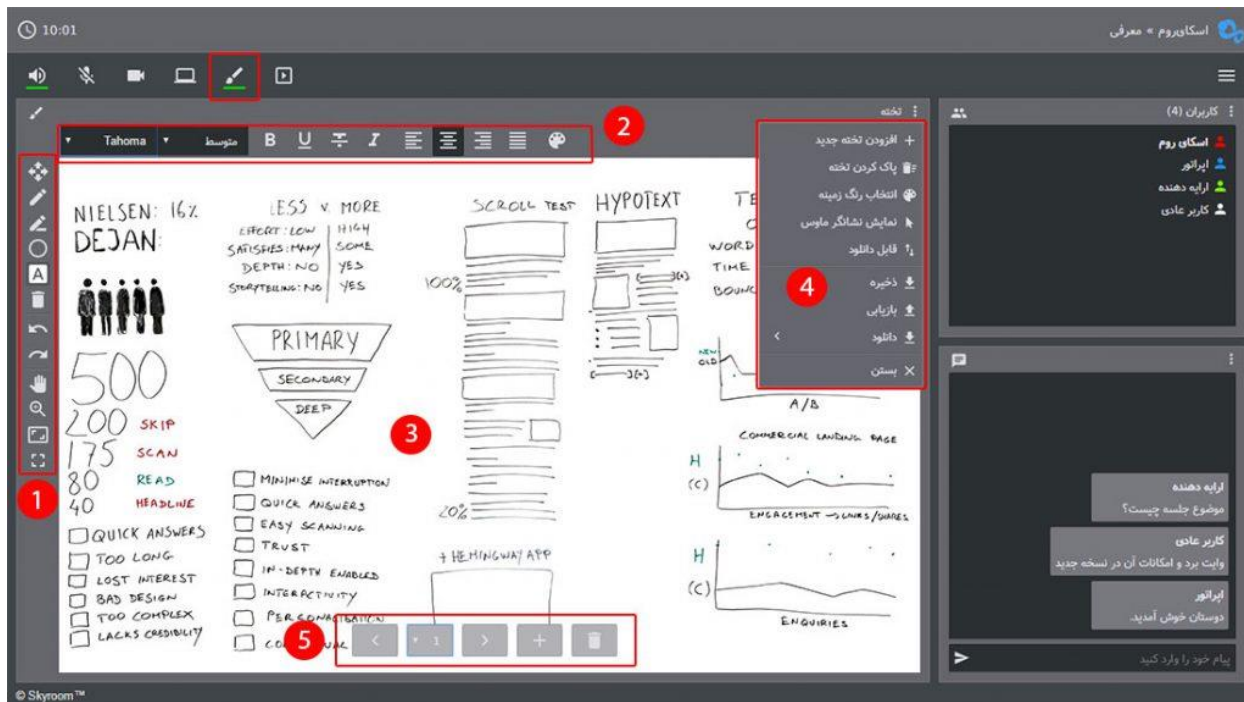 10:01
اسکای‌روم » معرفی
تخته
کاربران (4)
اسکای روم
اپراتور
ارایه دهنده
کاربر عادی
Tahoma
متوسط
B U T I
2
افزودن تخته جدید
پاک کردن تخته
انتخاب رنگ زمینه
نمایش نشانگر ماوس
قابل دانلود
ذخیره
بازیابی
دانلود
بستن
4
A
1
NIELSEN: 16%
DEJAN:
500
200 SKIP
175 SCAN
80 READ
40 HEADLINE
QUICK ANSWERS
TOO LONG
LOST INTEREST
BAD DESIGN
TOO COMPLEX
LACKS CREDIBILITY
LESS V. MORE
EFFORT: LOW HIGH
SATISFIES: MANY SOME
DEPTH: NO YES
STORYTELLING: NO YES
PRIMARY
SECONDARY
DEEP
3
MINIMISE INTERRUPTION
QUICK ANSWERS
EASY SCANNING
TRUST
IN-DEPTH ENABLED
INTERACTIVITY
PERSONALISATION
SCROLL TEST
100%
20%
+ HEMINGWAY APP
HYPOTEXT
TE
WORD
TIME
BOUNC
NEW
OLD
A/B
COMMERCIAL LANDING PAGE
H
(C)
ENGAGEMENT → LINKS/SHARES
H
(C)
ENQUIRIES
5
1
ارایه دهنده
موضوع جلسه چیست؟
کاربر عادی
وایت برد و امکانات آن در نسخه جدید
اپراتور
دوستان خوش آمدید.
پیام خود را وارد کنید
© Skyroom™